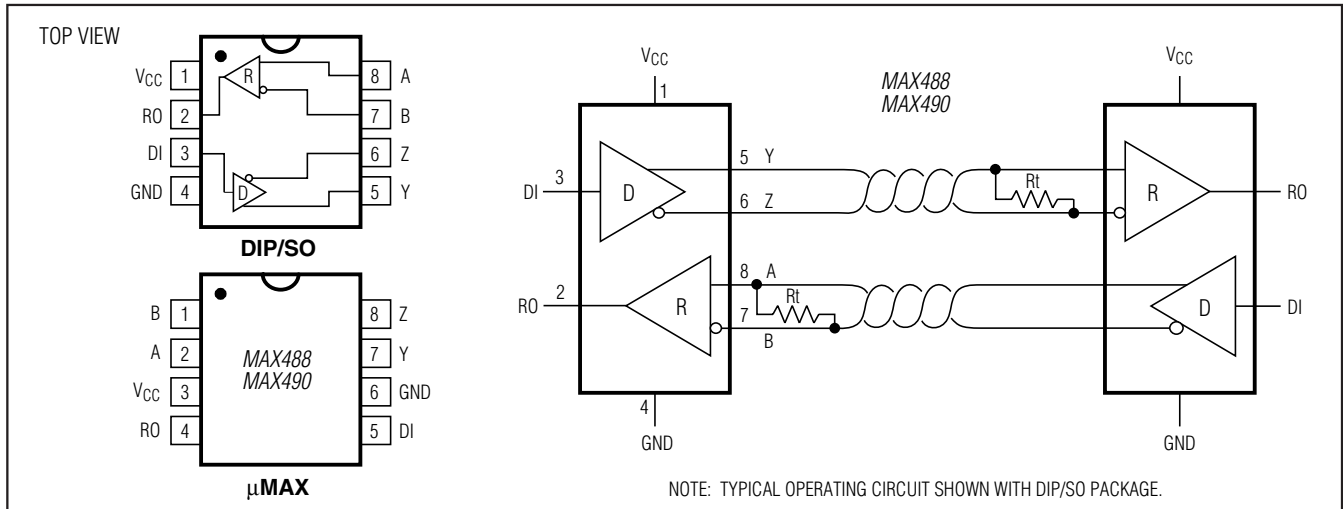 TOP VIEW
VCC 1
RO 2
DI 3
GND 4
8 A
7 B
6 Z
5 Y
R
D
DIP/SO
B 1
A 2
VCC 3
RO 4
8 Z
7 Y
6 GND
5 DI
MAX488
MAX490
μMAX
VCC
1
MAX488
MAX490
VCC
DI 3
D
5 Y
6 Z
Rt
R
RO
RO 2
R
8 A
Rt
7
B
D
DI
4
GND
GND
NOTE: TYPICAL OPERATING CIRCUIT SHOWN WITH DIP/SO PACKAGE.